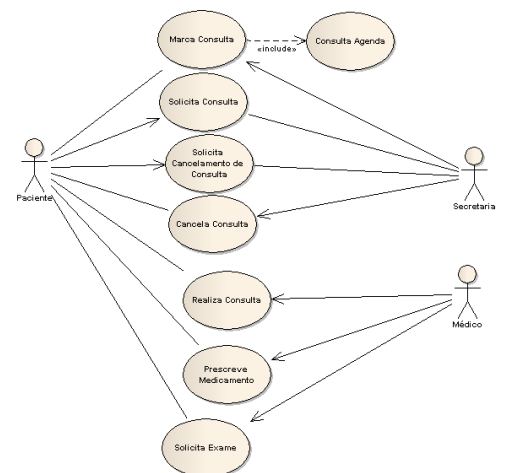 Marca Consulta
«include»
Consulta Agenda
Solicita Consulta
Solicita
Cancelamento de
Consulta
Paciente
Secretaria
Cancela Consulta
Realiza Consulta
Médico
Prescreve
Medicamento
Solicita Exame